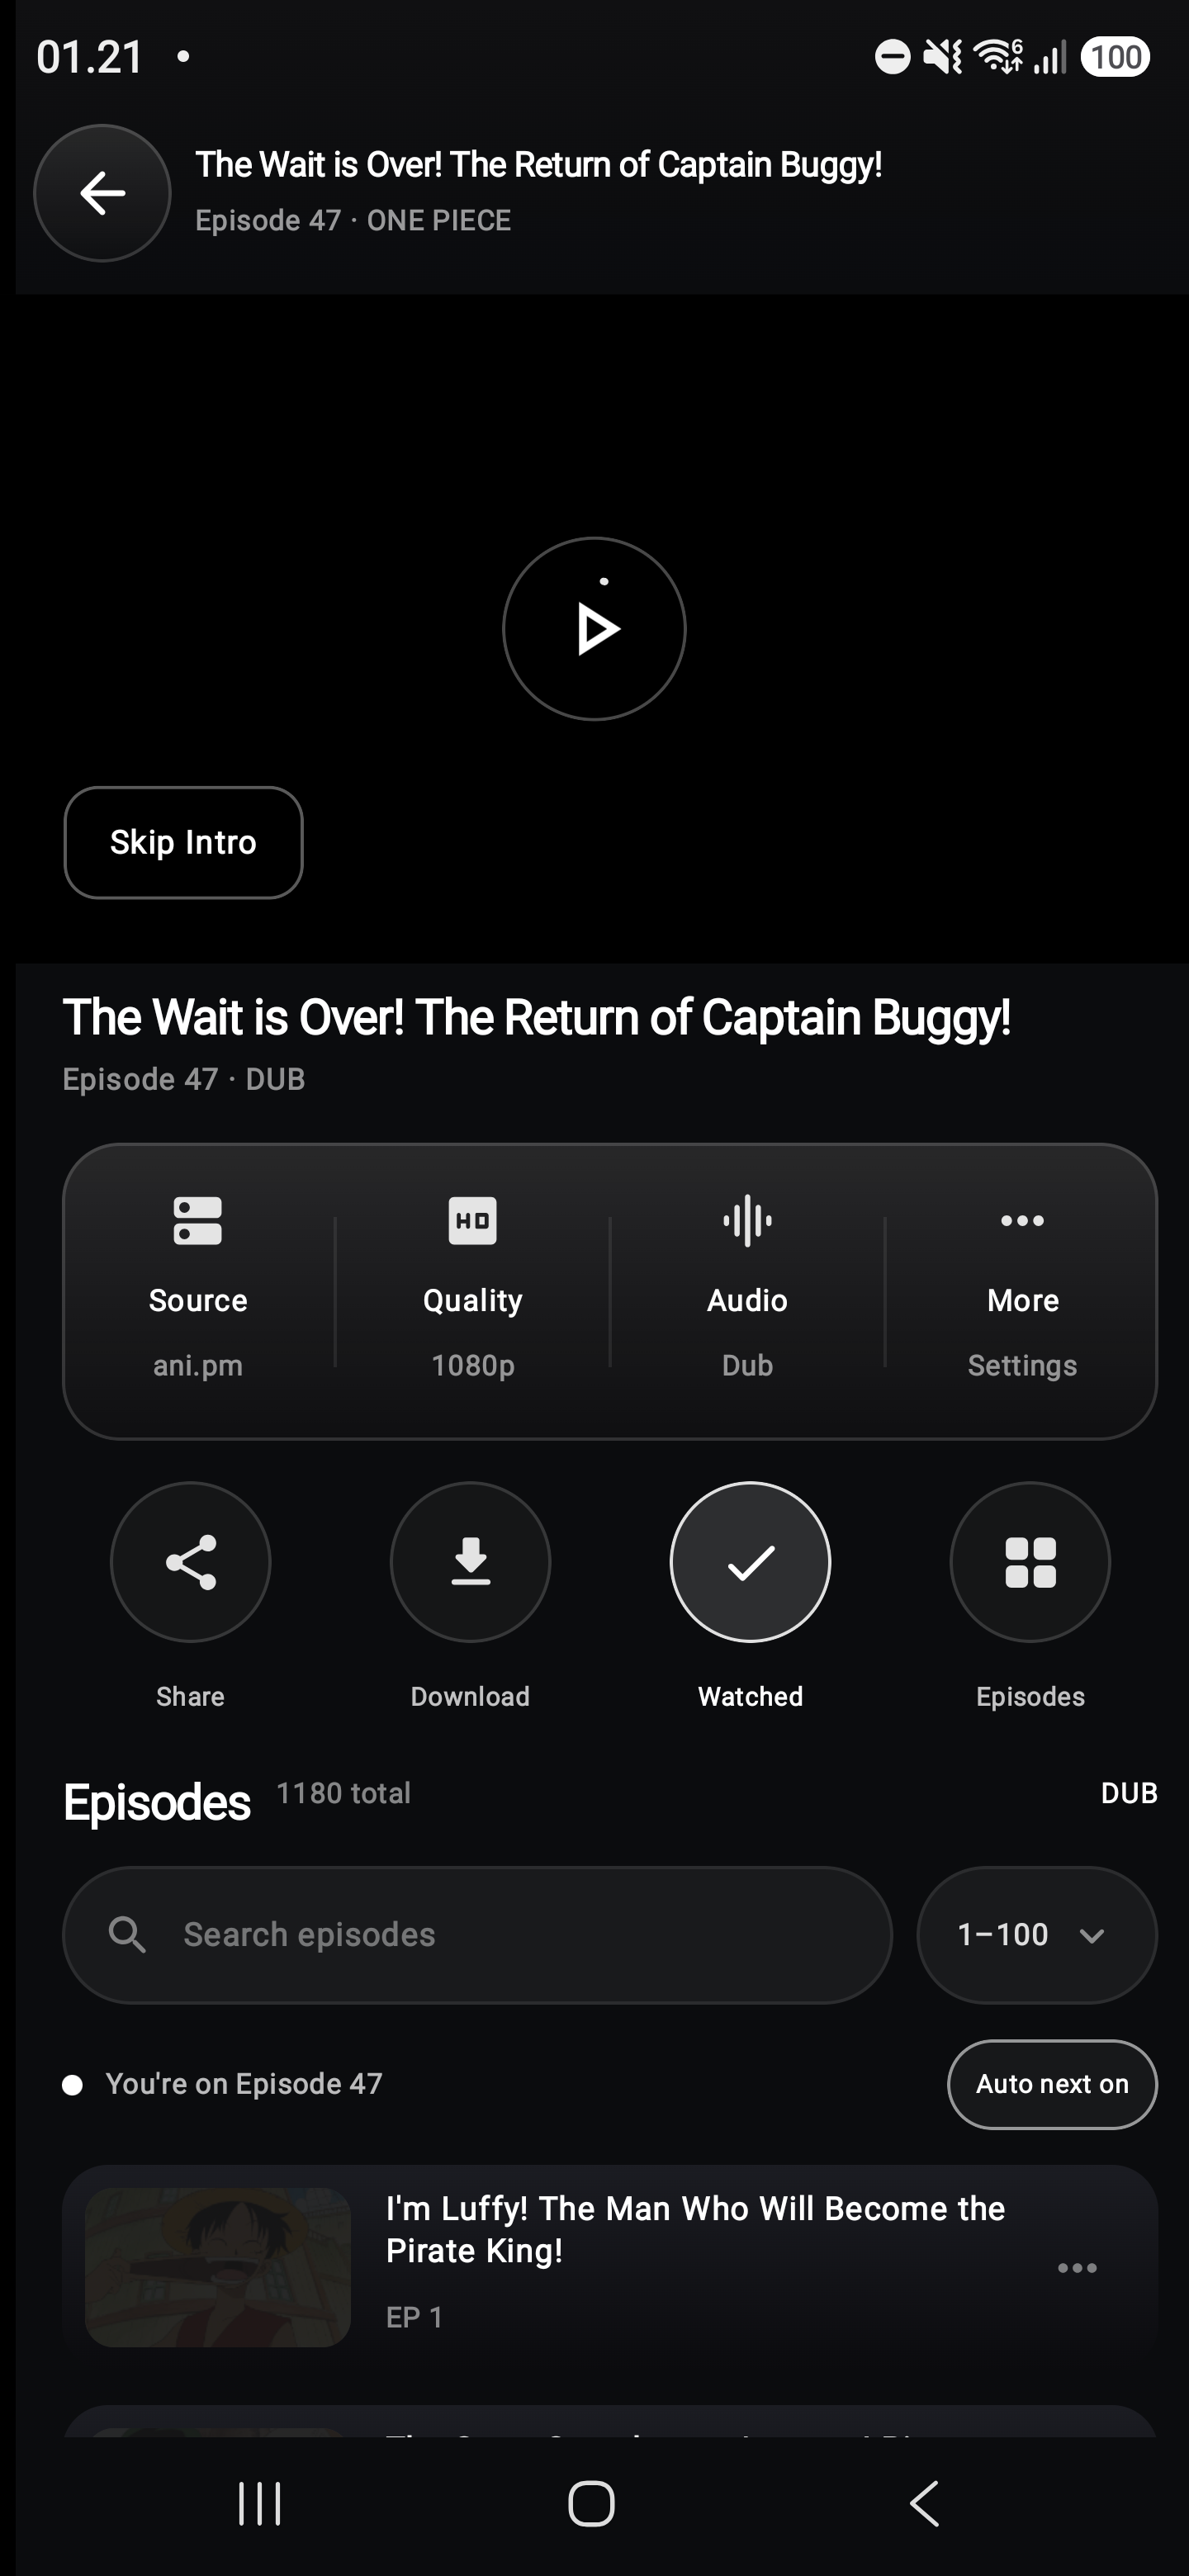 01.21
6
100
The Wait is Over! The Return of Captain Buggy!
Episode 47 · ONE PIECE
Skip Intro
The Wait is Over! The Return of Captain Buggy!
Episode 47 · DUB
HD
Source
Quality
Audio
More
ani.pm
1080p
Dub
Settings
Share
Download
Watched
Episodes
Episodes 1180 total
DUB
Search episodes
1–100
You're on Episode 47
Auto next on
I'm Luffy! The Man Who Will Become the
Pirate King!
EP 1